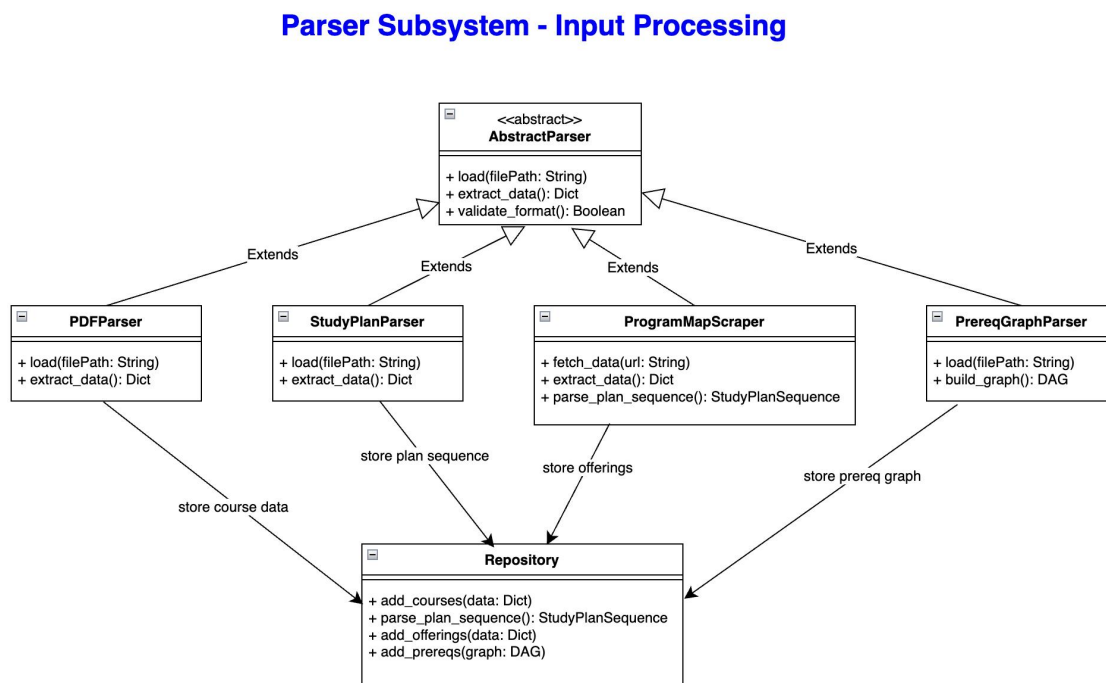 Parser Subsystem - Input Processing
<<abstract>>
AbstractParser
+ load(filePath: String)
+ extract_data(): Dict
+ validate_format(): Boolean
Extends
Extends
Extends
Extends
PDFParser
+ load(filePath: String)
+ extract_data(): Dict
StudyPlanParser
+ load(filePath: String)
+ extract_data(): Dict
ProgramMapScraper
+ fetch_data(url: String)
+ extract_data(): Dict
+ parse_plan_sequence(): StudyPlanSequence
PrereqGraphParser
+ load(filePath: String)
+ build_graph(): DAG
store course data
store plan sequence
store offerings
store prereq graph
Repository
+ add_courses(data: Dict)
+ parse_plan_sequence(): StudyPlanSequence
+ add_offerings(data: Dict)
+ add_prereqs(graph: DAG)